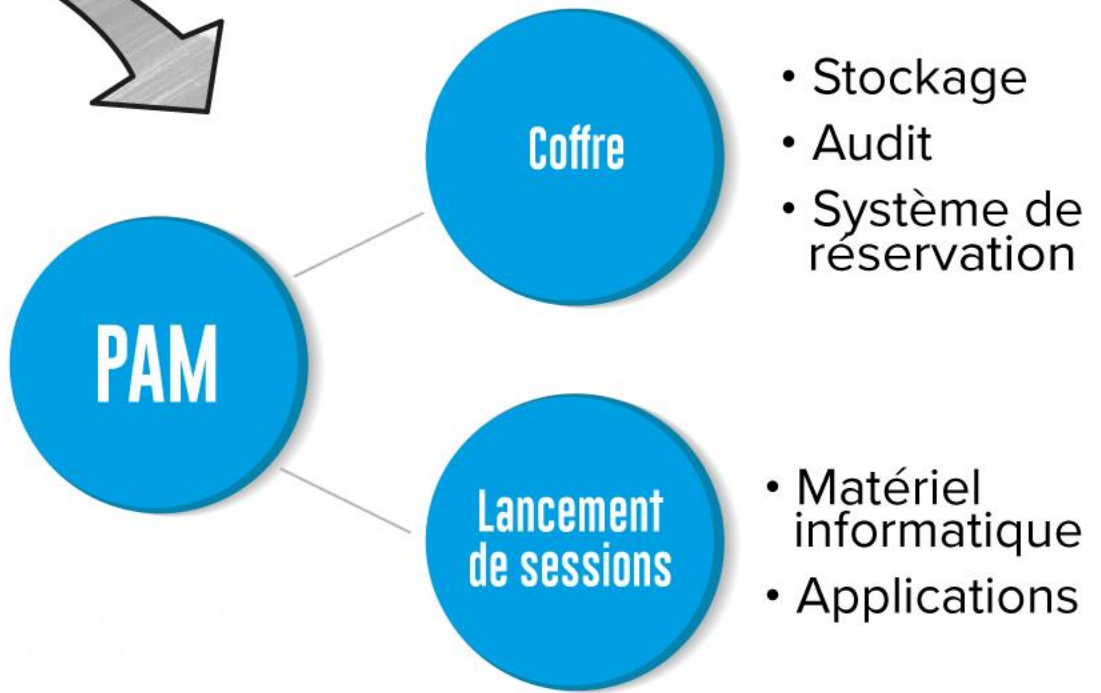 Coffre
• Stockage
• Audit
• Système de
réservation
PAM
Lancement
de sessions
• Matériel
informatique
• Applications